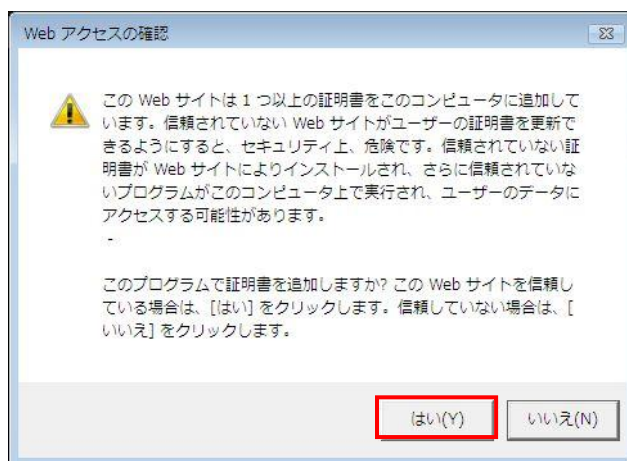 Web アクセスの確認
この Web サイトは 1 つ以上の証明書をこのコンピュータに追加して
います。信頼されていない Web サイトがユーザーの証明書を更新で
きるようにすると、セキュリティ上、危険です。信頼されていない証
明書が Web サイトによりインストールされ、さらに信頼されていな
いプログラムがこのコンピュータ上で実行され、ユーザーのデータに
アクセスする可能性があります。
-
このプログラムで証明書を追加しますか? この Web サイトを信頼し
ている場合は、[はい] をクリックします。信頼していない場合は、[
いいえ] をクリックします。
はい(Y) いいえ(N)